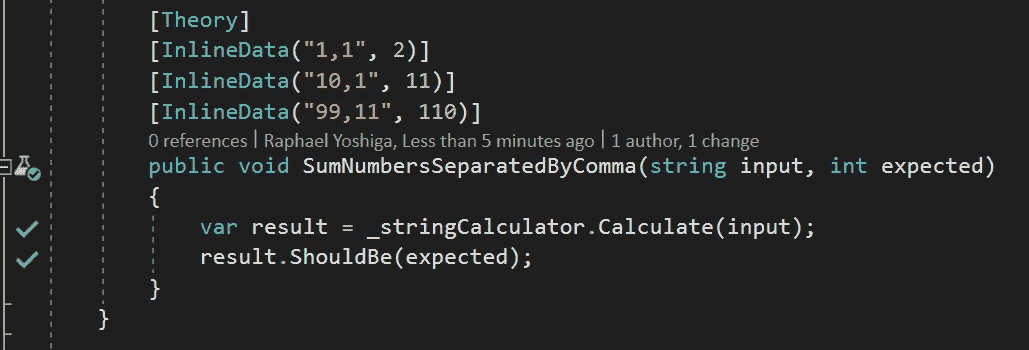 [Theory]
[InlineData("1,1", 2)]
[InlineData("10,1", 11)]
[InlineData("99,11", 110)]
0 references | Raphael Yoshiga, Less than 5 minutes ago | 1 author, 1 change
public void SumNumbersSeparatedByComma(string input, int expected)
{
var result = _stringCalculator.Calculate(input);
result.ShouldBe(expected);
}
}